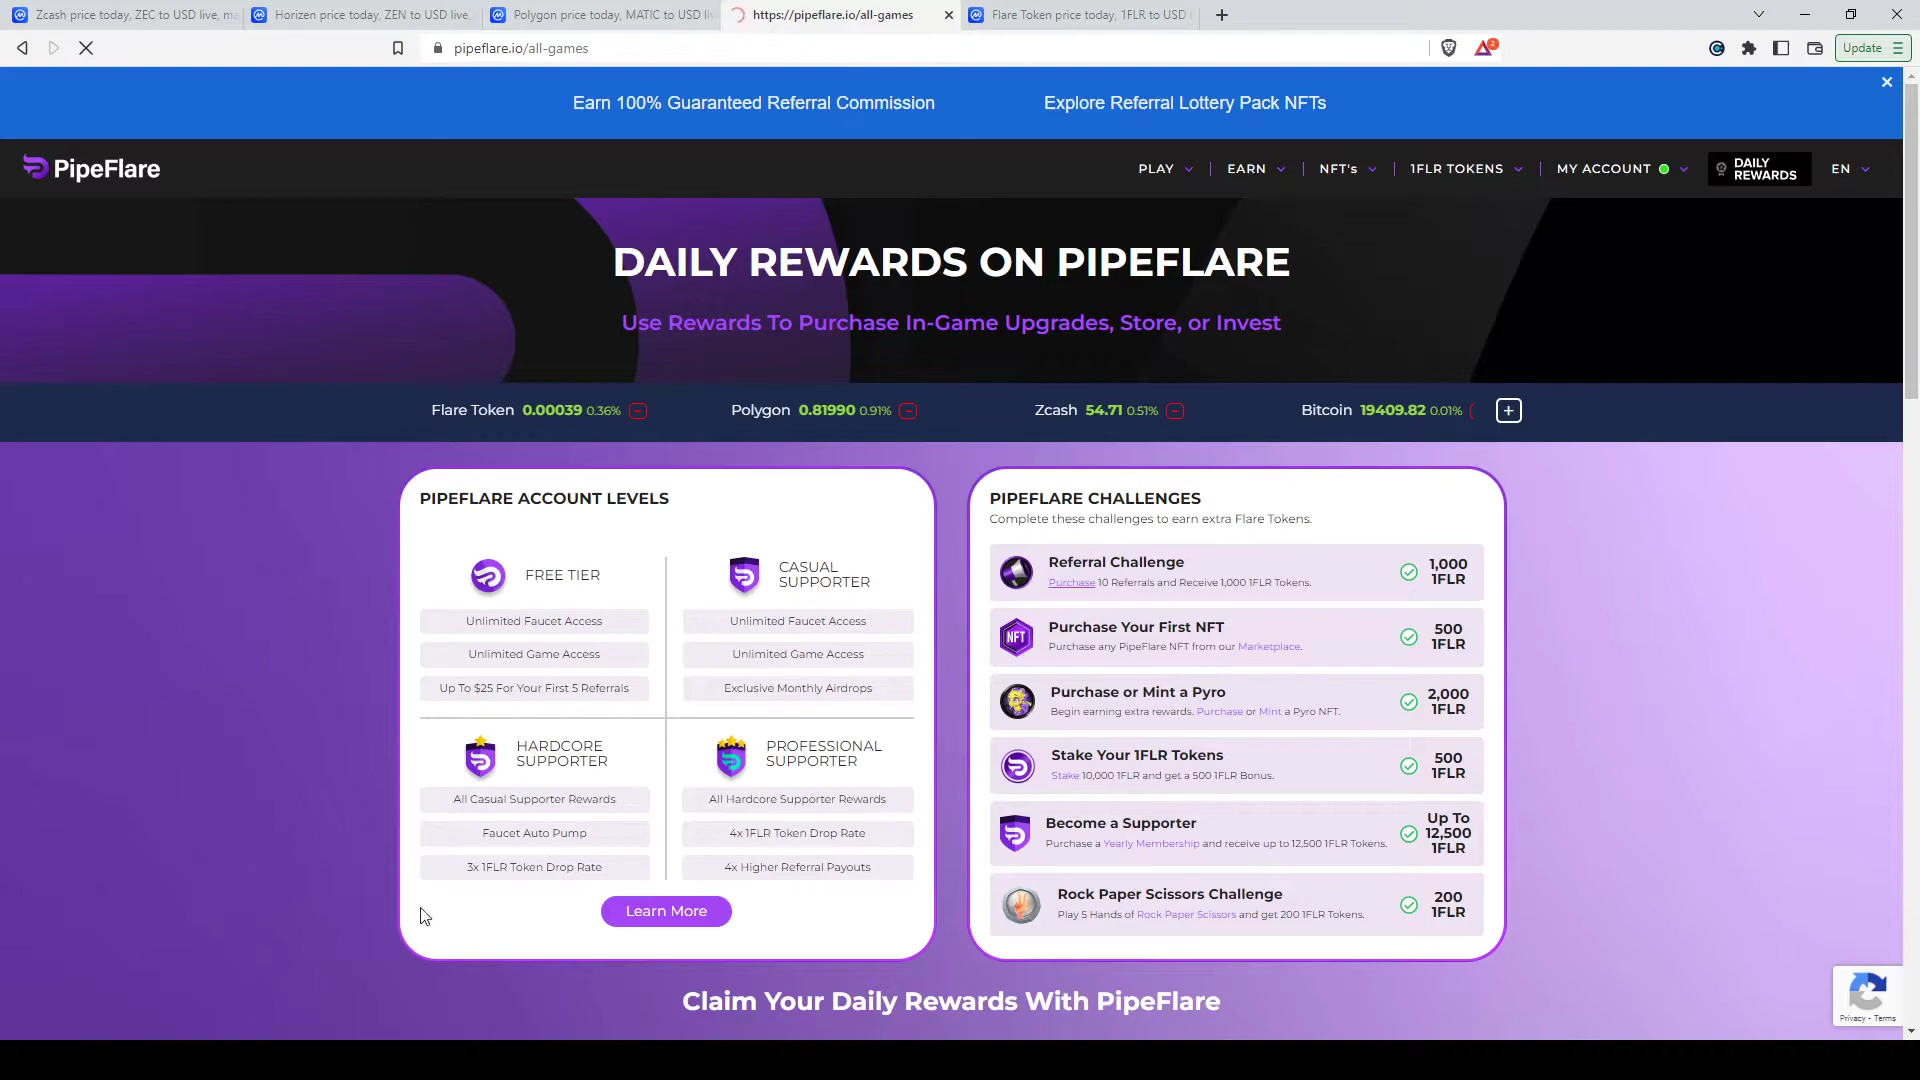 Zcash price today, ZEC to USD live, ma
Horizen price today, ZEN to USD live
Polygon price today, MATIC to USD liv
https://pipeflare.io/all-games
Flare Token price today, 1FLR to USD
pipeflare.io/all-games
2
Update
Earn 100% Guaranteed Referral Commission
Explore Referral Lottery Pack NFTs
PipeFlare
PLAY
EARN
NFT's
1FLR TOKENS
MY ACCOUNT
DAILY REWARDS
EN
DAILY REWARDS ON PIPEFLARE
Use Rewards To Purchase In-Game Upgrades, Store, or Invest
Flare Token 0.00039 0.36%
Polygon 0.81990 0.91%
Zcash 54.71 0.51%
Bitcoin 19409.82 0.01%
PIPEFLARE ACCOUNT LEVELS
FREE TIER
Unlimited Faucet Access
Unlimited Game Access
Up To $25 For Your First 5 Referrals
CASUAL
SUPPORTER
Unlimited Faucet Access
Unlimited Game Access
Exclusive Monthly Airdrops
HARDCORE
SUPPORTER
All Casual Supporter Rewards
Faucet Auto Pump
3x 1FLR Token Drop Rate
PROFESSIONAL
SUPPORTER
All Hardcore Supporter Rewards
4x 1FLR Token Drop Rate
4x Higher Referral Payouts
Learn More
PIPEFLARE CHALLENGES
Complete these challenges to earn extra Flare Tokens.
Referral Challenge
Purchase 10 Referrals and Receive 1,000 1FLR Tokens.
1,000
1FLR
NFT
Purchase Your First NFT
Purchase any PipeFlare NFT from our Marketplace.
500
1FLR
Purchase or Mint a Pyro
Begin earning extra rewards. Purchase or Mint a Pyro NFT.
2,000
1FLR
Stake Your 1FLR Tokens
Stake 10,000 1FLR and get a 500 1FLR Bonus.
500
1FLR
Become a Supporter
Purchase a Yearly Membership and receive up to 12,500 1FLR Tokens.
Up To
12,500
1FLR
Rock Paper Scissors Challenge
Play 5 Hands of Rock Paper Scissors and get 200 1FLR Tokens.
200
1FLR
Claim Your Daily Rewards With PipeFlare
Privacy - Terms